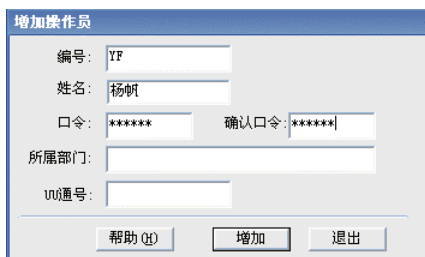 增加操作员
编号: YF
姓名: 杨帆
口令: ****** 确认口令: ******
所属部门:
UU通号:
帮助(H) 增加 退出